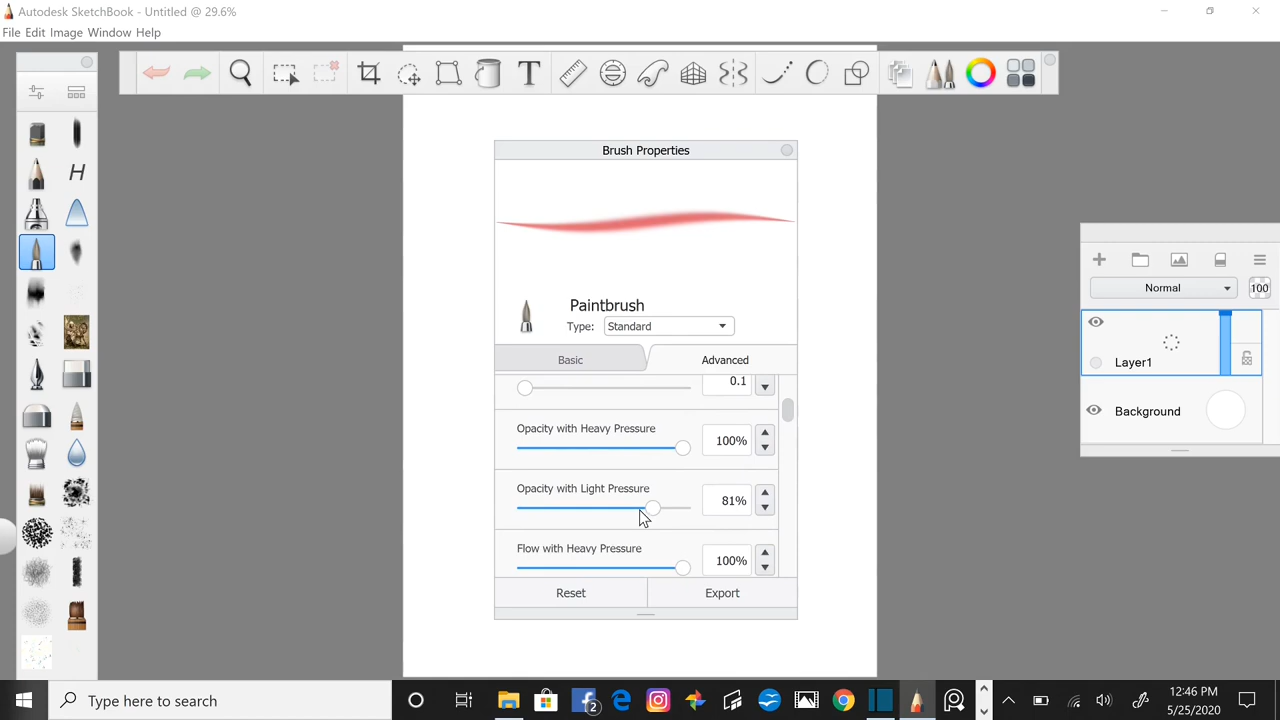 Autodesk SketchBook - Untitled @ 29.6%
File Edit Image Window Help
T
H
Brush Properties
Paintbrush
Type: Standard
Basic
Advanced
0.1
Opacity with Heavy Pressure
100%
Opacity with Light Pressure
81%
Flow with Heavy Pressure
100%
Reset
Export
Normal
100
Layer1
Background
Type here to search
2
12:46 PM
5/25/2020